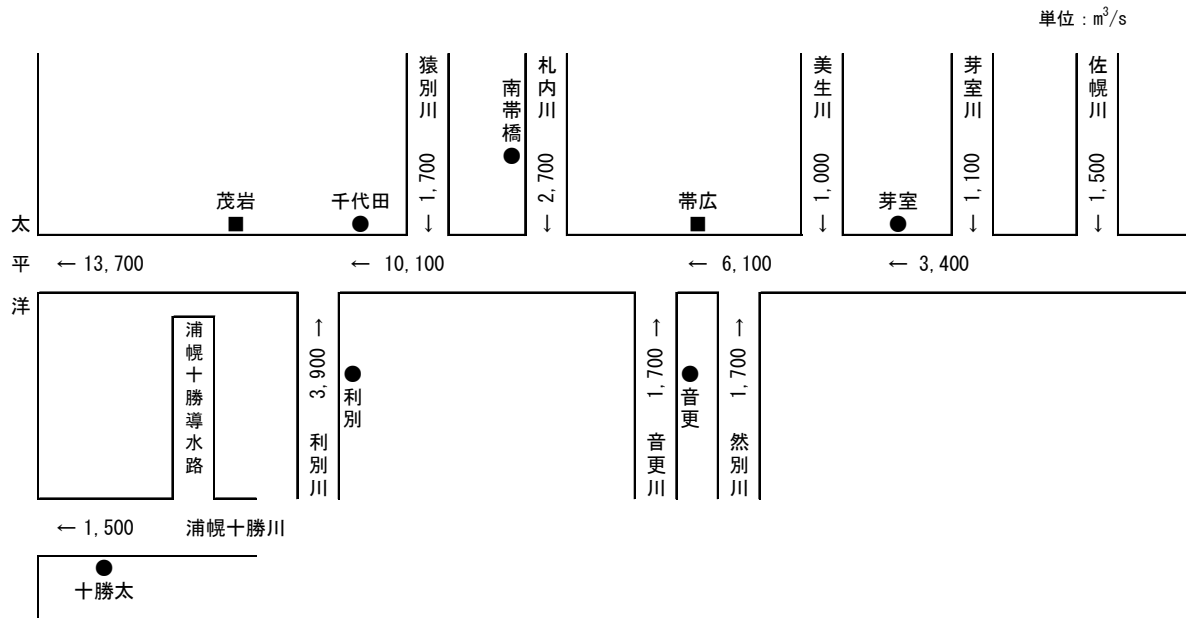 単位：m³/s
猿別川 1,700 →
南帯橋
札内川 2,700 →
美生川 1,000 →
芽室川 1,100 →
佐幌川 1,500 →
茂岩
千代田
帯広
芽室
太平洋
← 13,700
← 10,100
← 6,100
← 3,400
浦幌十勝導水路
利別川 3,900 →
利別
音更川 1,700 →
音更
然別川 1,700 →
← 1,500 浦幌十勝川
十勝太